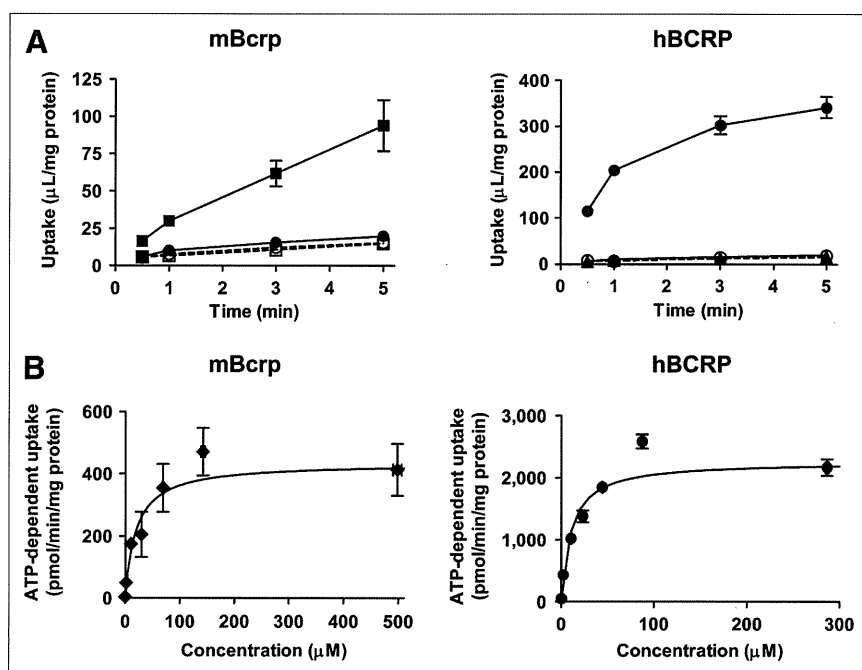 A
mBcrp
hBCRP
Uptake (μL/mg protein)
125
100
75
50
25
0
0
1
2
3
4
5
Time (min)
Uptake (μL/mg protein)
400
300
200
100
0
0
1
2
3
4
5
Time (min)
B
mBcrp
hBCRP
ATP-dependent uptake
(pmol/min/mg protein)
600
400
200
0
0
100
200
300
400
500
Concentration (μM)
ATP-dependent uptake
(pmol/min/mg protein)
3,000
2,000
1,000
0
0
100
200
300
Concentration (μM)